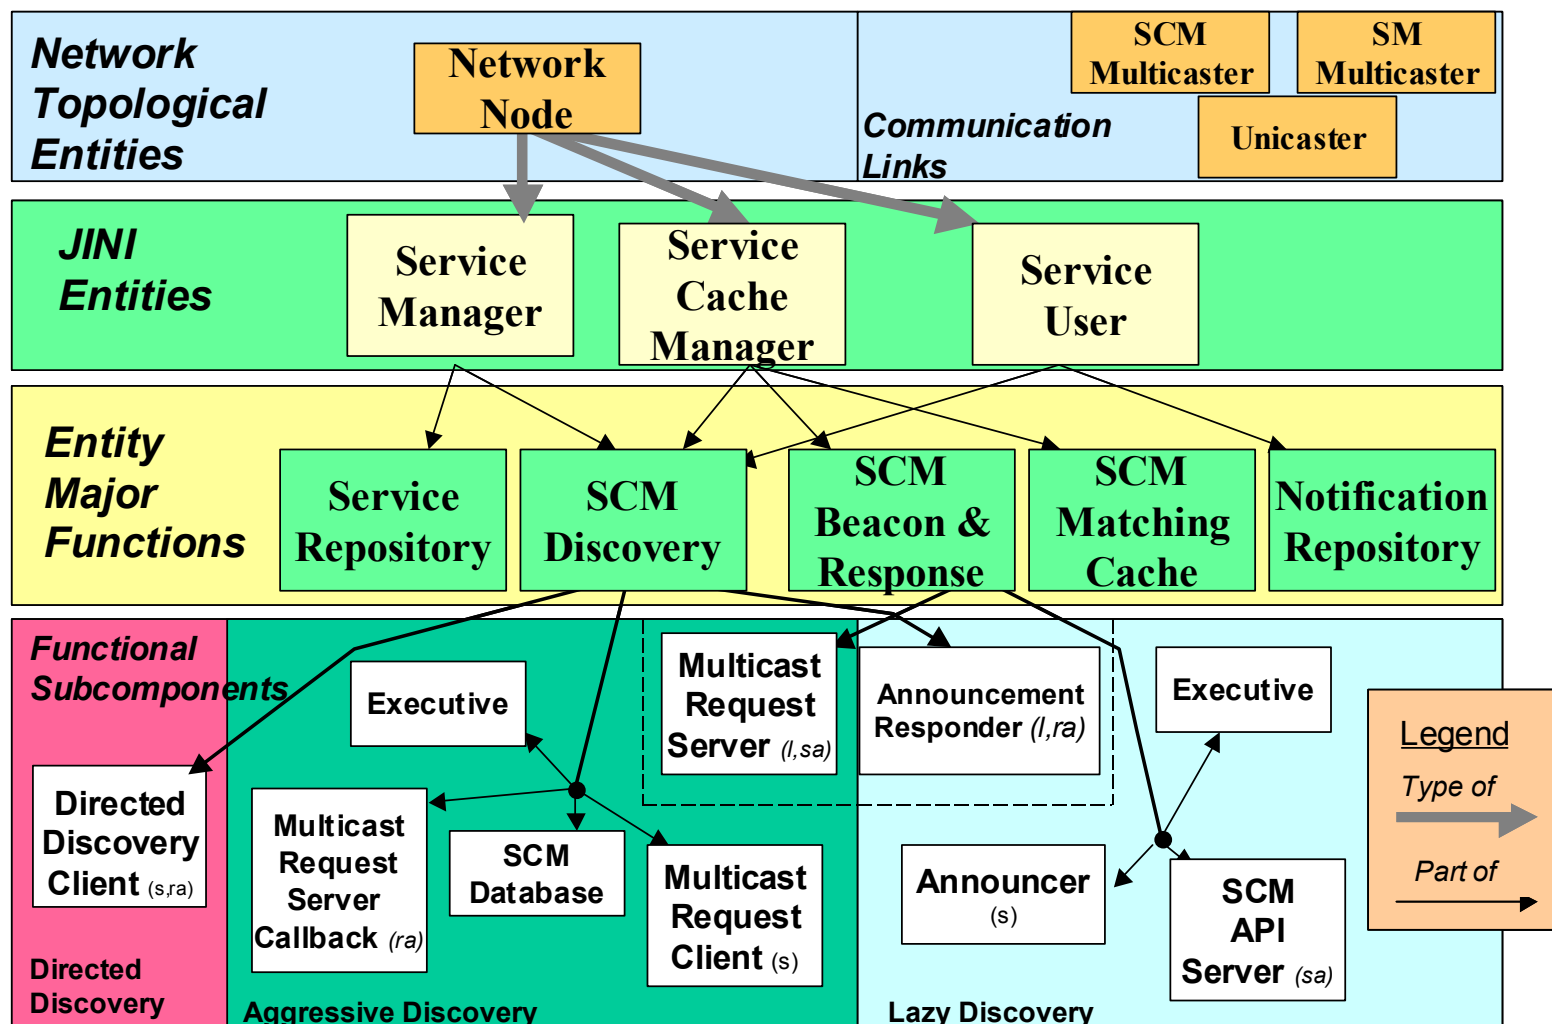 Network
Topological
Entities
Network
Node
Communication
Links
SCM
Multicaster
SM
Multicaster
Unicaster
JINI
Entities
Service
Manager
Service
Cache
Manager
Service
User
Entity
Major
Functions
Service
Repository
SCM
Discovery
SCM
Beacon &
Response
SCM
Matching
Cache
Notification
Repository
Functional
Subcomponents
Directed
Discovery
Client (s,ra)
Directed
Discovery
Executive
Multicast
Request
Server
Callback (ra)
SCM
Database
Multicast
Request
Client (s)
Multicast
Request
Server (l,sa)
Aggressive Discovery
Announcement
Responder (l,ra)
Executive
Announcer
(s)
SCM
API
Server (sa)
Lazy Discovery
Legend
Type of
Part of